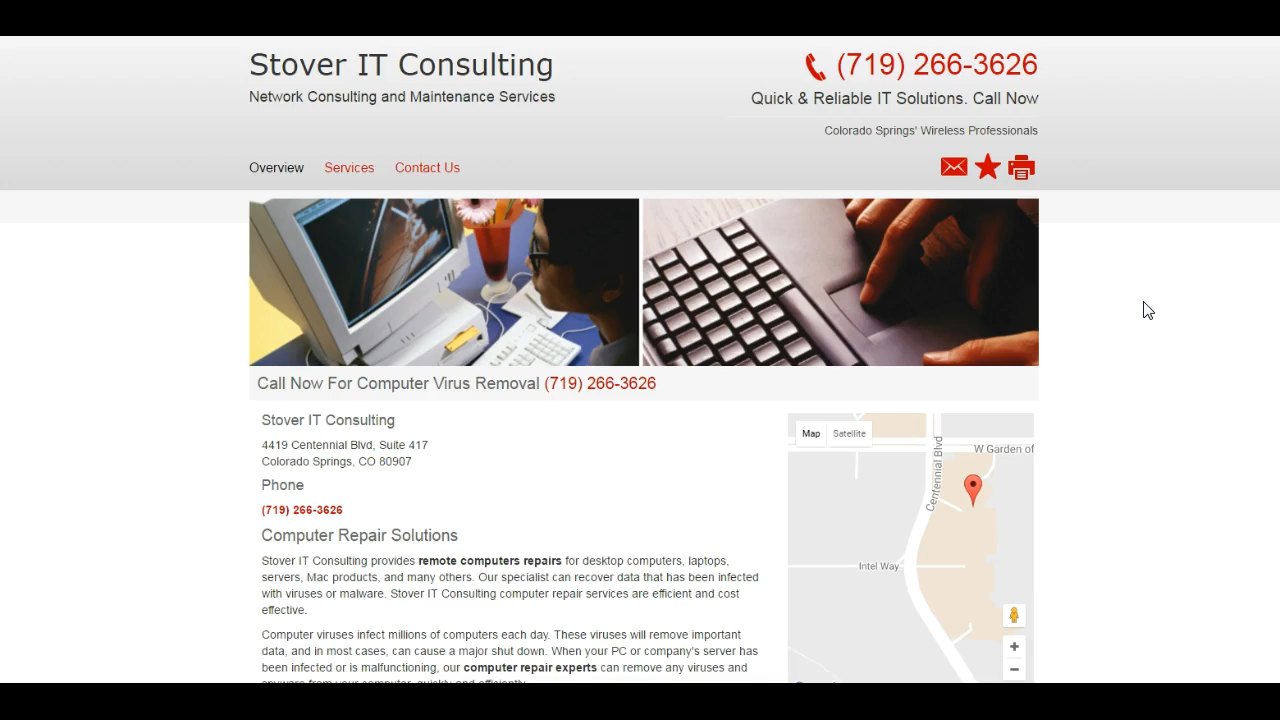 Stover IT Consulting
Network Consulting and Maintenance Services
(719) 266-3626
Quick & Reliable IT Solutions. Call Now
Colorado Springs' Wireless Professionals
Overview Services Contact Us
Call Now For Computer Virus Removal (719) 266-3626
Stover IT Consulting
4419 Centennial Blvd, Suite 417
Colorado Springs, CO 80907
Phone
(719) 266-3626
Computer Repair Solutions
Stover IT Consulting provides remote computers repairs for desktop computers, laptops,
servers, Mac products, and many others. Our specialist can recover data that has been infected
with viruses or malware. Stover IT Consulting computer repair services are efficient and cost
effective.
Computer viruses infect millions of computers each day. These viruses will remove important
data, and in most cases, can cause a major shut down. When your PC or company's server has
been infected or is malfunctioning, our computer repair experts can remove any viruses and
spyware from your computer, quickly and efficiently.
Map Satellite
W Garden of
Centennial Blvd
Intel Way